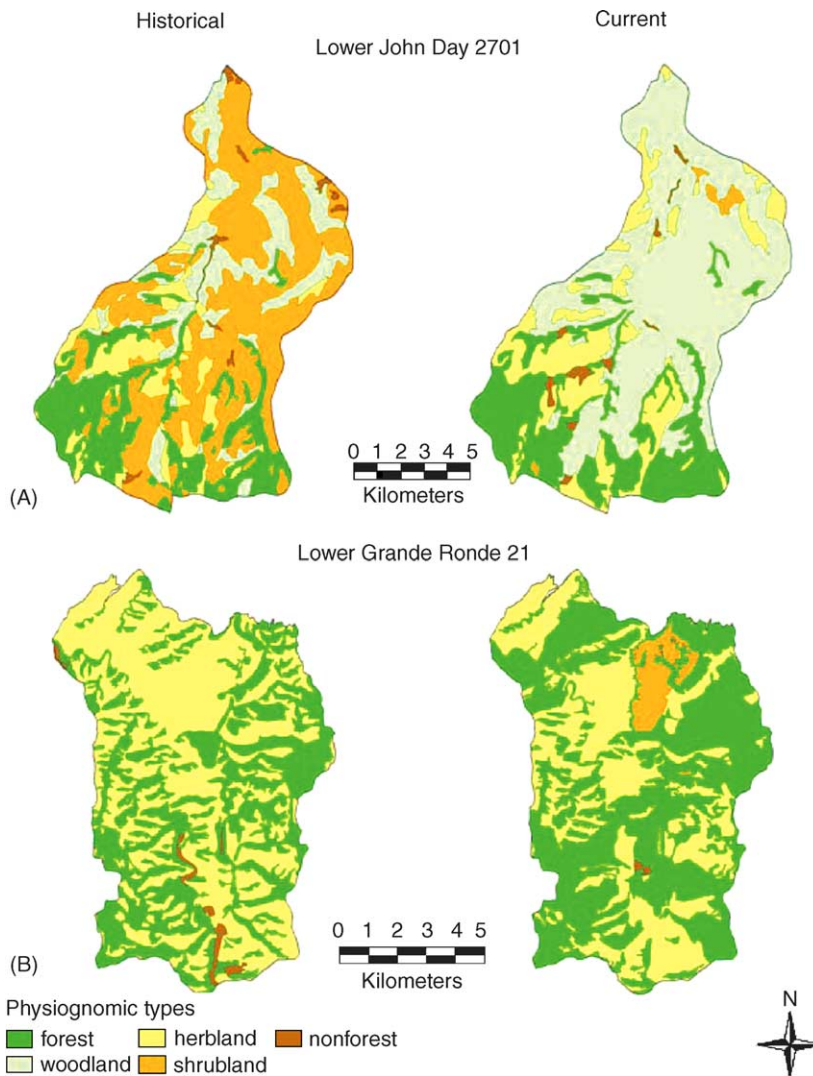 Historical
Current
Lower John Day 2701
0 1 2 3 4 5
Kilometers
(A)
Lower Grande Ronde 21
0 1 2 3 4 5
Kilometers
(B)
Physiognomic types
forest herbland nonforest
woodland shrubland
N